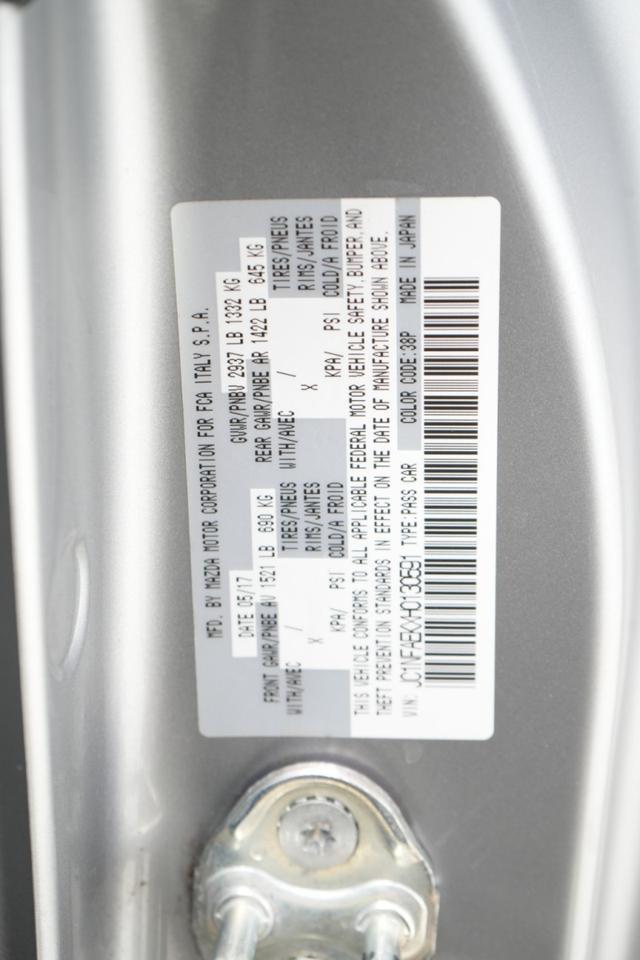 MFD. BY MAZDA MOTOR CORPORATION FOR FCA ITALY S.P.A.
DATE 05/17 GVWR/PNBV 2937 LB 1332 KG
FRONT GAWR/PNBE AV 1521 LB 690 KG REAR GAWR/PNBE AR 1422 LB 645 KG
WITH/AVEC / TIRES/PNEUS WITH/AVEC / TIRES/PNEUS
X RIMS/JANTES X RIMS/JANTES
KPA/ PSI COLD/A FROID KPA/ PSI COLD/A FROID
THIS VEHICLE CONFORMS TO ALL APPLICABLE FEDERAL MOTOR VEHICLE SAFETY, BUMPER, AND
THEFT PREVENTION STANDARDS IN EFFECT ON THE DATE OF MANUFACTURE SHOWN ABOVE.
VIN: JC1NFAEKXH0130591 TYPE:PASS CAR COLOR CODE:38P MADE IN JAPAN